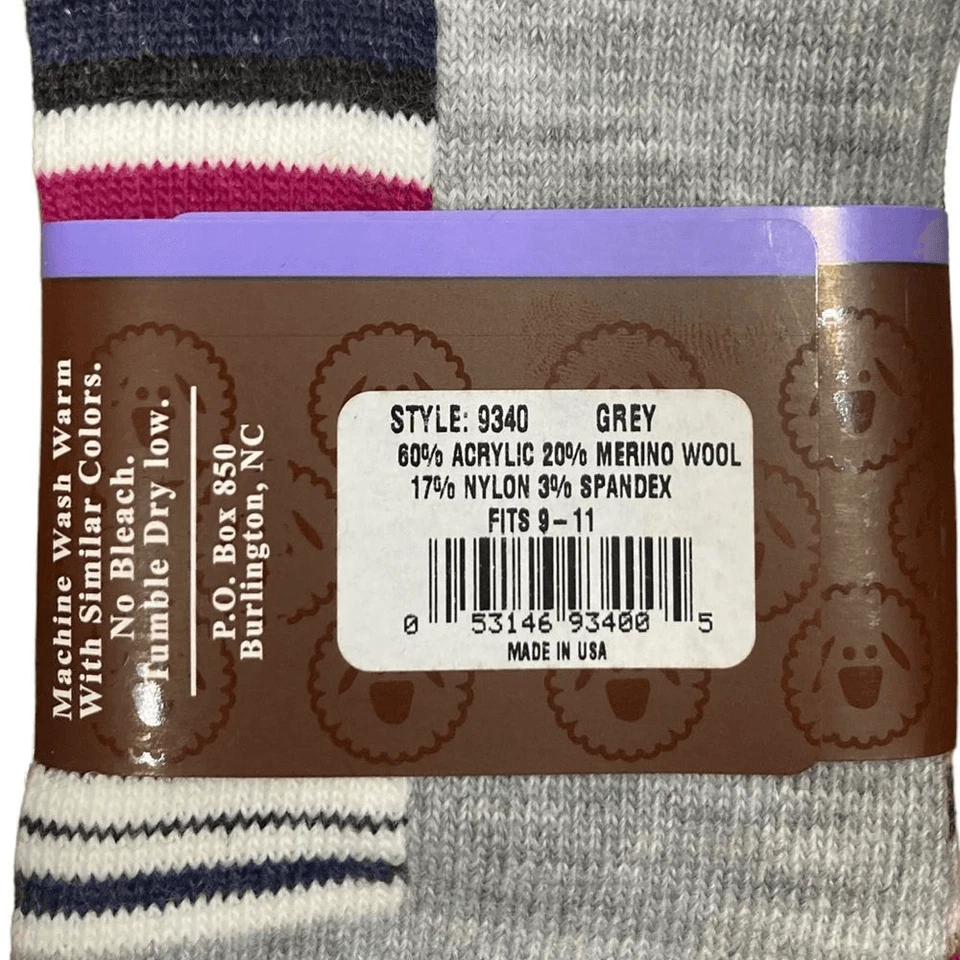 Machine Wash Warm
With Similar Colors.
No Bleach.
Tumble Dry low.
P.O. Box 850
Burlington, NC
STYLE: 9340 GREY
60% ACRYLIC 20% MERINO WOOL
17% NYLON 3% SPANDEX
FITS 9-11
0 53146 93400 5
MADE IN USA